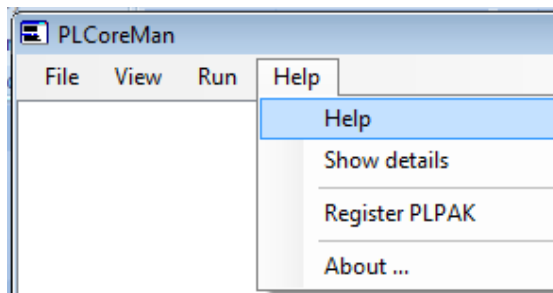 PLCoreMan
File View Run Help
Help
Show details
Register PLPAK
About ...